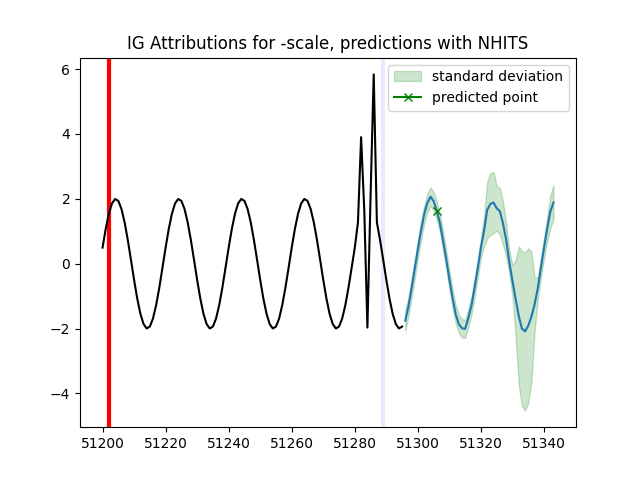 IG Attributions for -scale, predictions with NHITS
standard deviation
predicted point
6
4
2
0
−2
−4
51200 51220 51240 51260 51280 51300 51320 51340